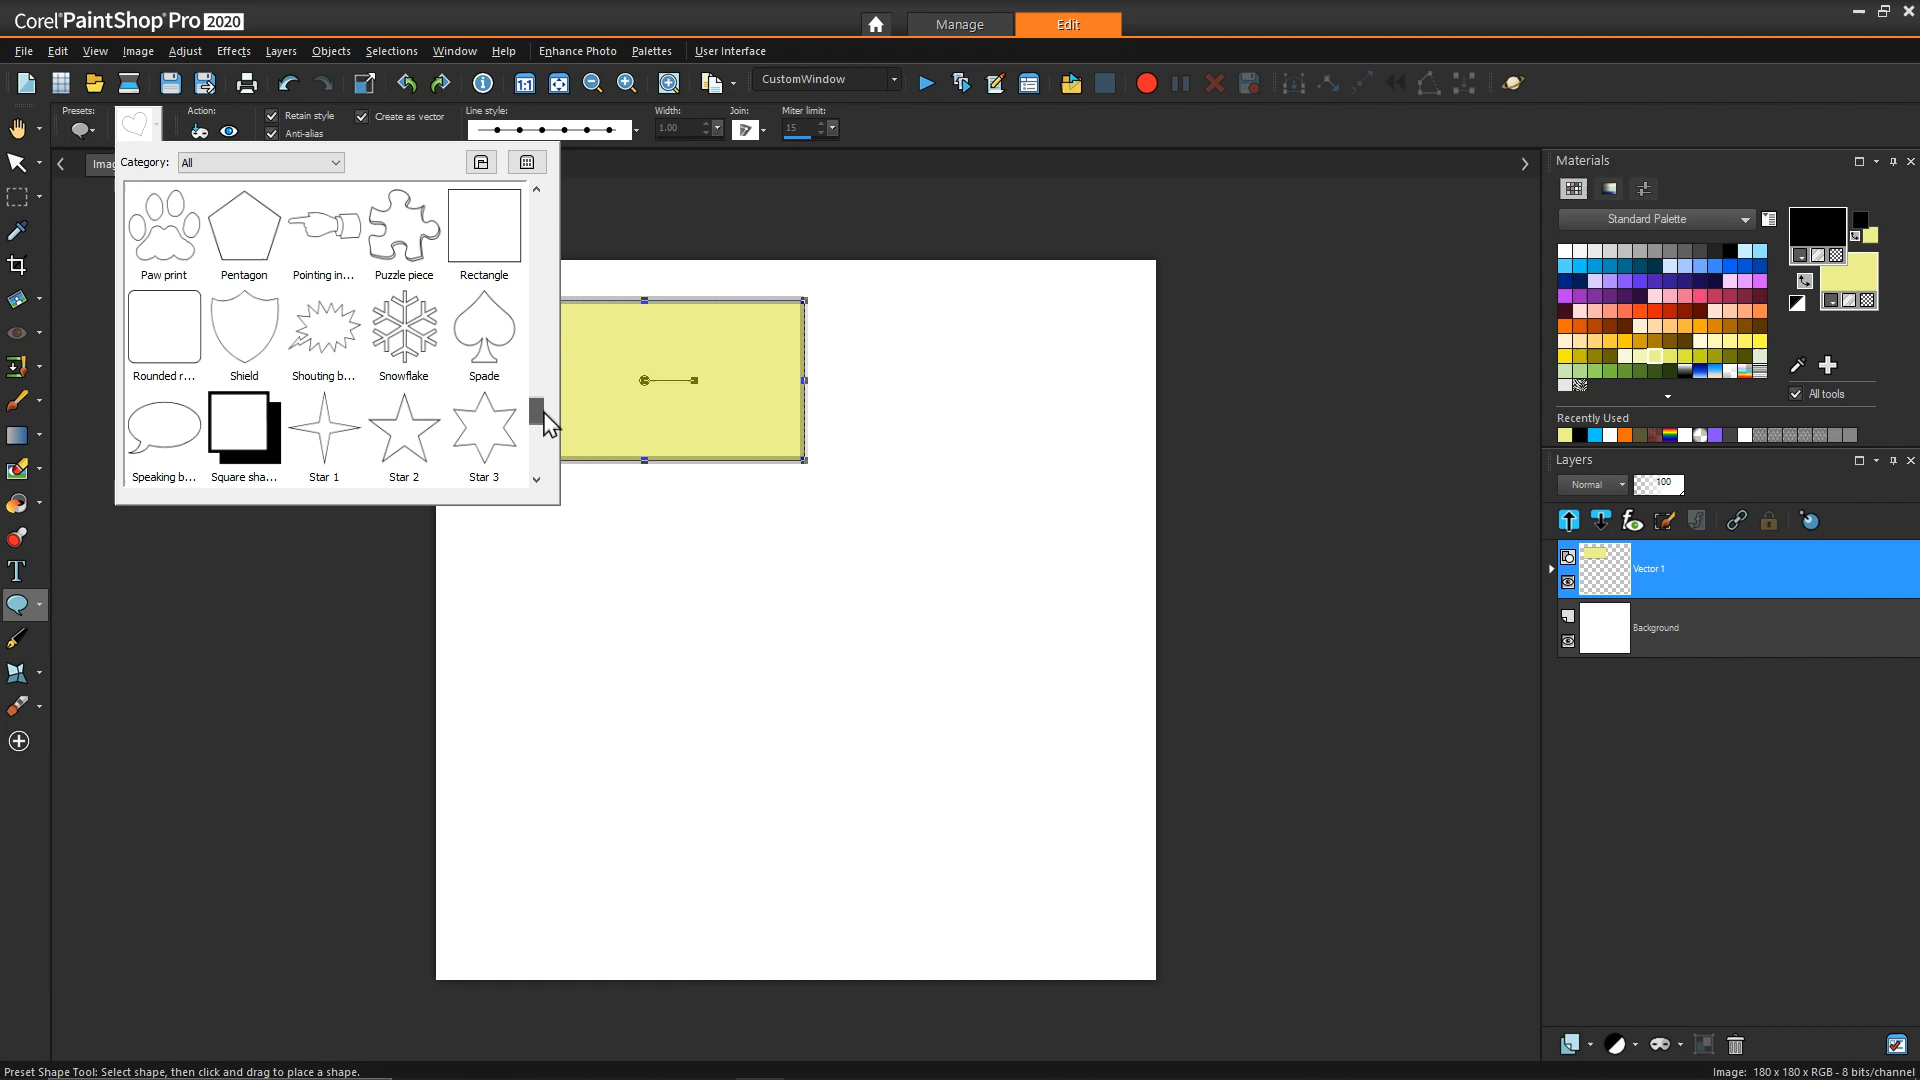 Corel PaintShop Pro 2020
Manage
Edit
File Edit View Image Adjust Effects Layers Objects Selections Window Help Enhance Photo Palettes User Interface
CustomWindow
Presets:
Action:
Retain style
Anti-alias
Create as vector
Line style:
Width:
1.00
Join:
Miter limit:
15
Category: All
Paw print
Pentagon
Pointing in...
Puzzle piece
Rectangle
Rounded r...
Shield
Shouting b...
Snowflake
Spade
Speaking b...
Square sha...
Star 1
Star 2
Star 3
Materials
Standard Palette
All tools
Recently Used
Layers
Normal
100
Vector 1
Background
Preset Shape Tool: Select shape, then click and drag to place a shape.
Image: 180 x 180 x RGB - 8 bits/channel